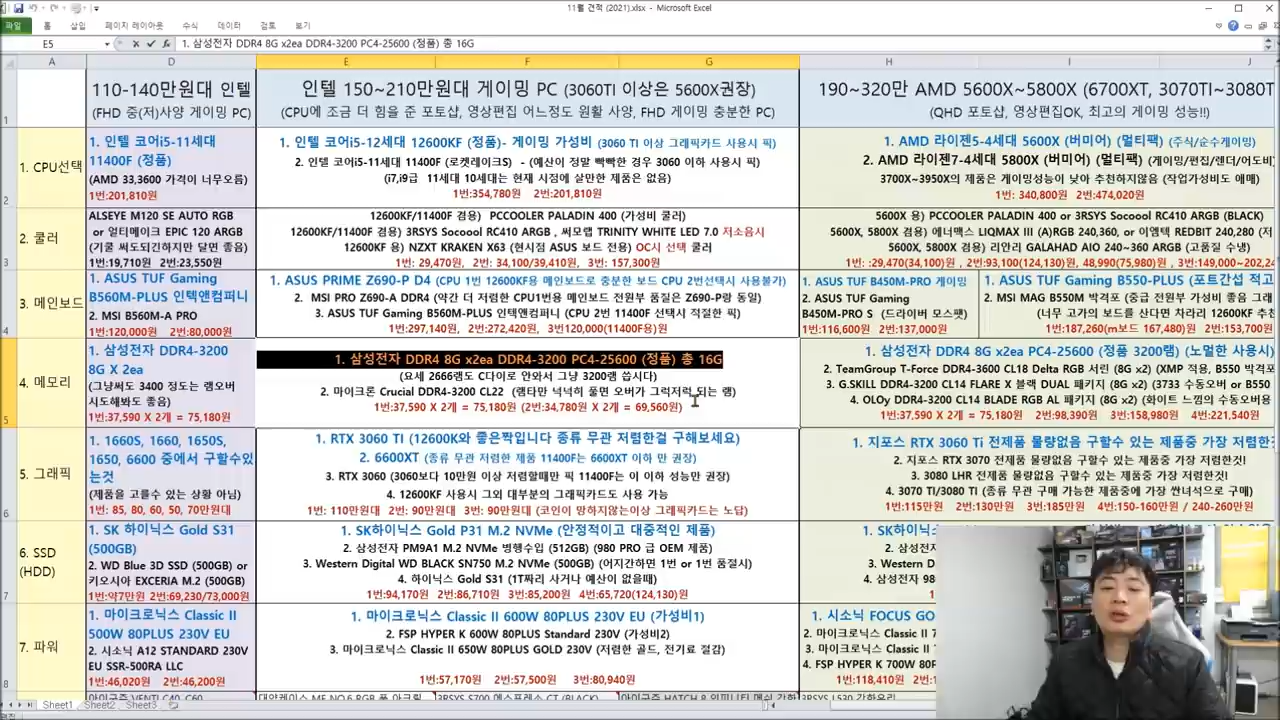 11월 견적 (2021).xlsx - Microsoft Excel
파일 홈 삽입 페이지 레이아웃 수식 데이터 검토 보기
E5 1. 삼성전자 DDR4 8G x2ea DDR4-3200 PC4-25600 (정품) 총 16G
A D E F G H I J
110-140만원대 인텔
(FHD 중(저)사양 게이밍 PC)
인텔 150~210만원대 게이밍 PC (3060TI 이상은 5600X권장)
(CPU에 조금 더 힘을 준 포토샵, 영상편집 어느정도 원활 사양, FHD 게이밍 충분한 PC)
190~320만 AMD 5600X~5800X (6700XT, 3070TI~3080T
(QHD 포토샵, 영상편집OK, 최고의 게이밍 성능!!)
1. CPU선택
1. 인텔 코어i5-11세대
11400F (정품)
(AMD 33,3600 가격이 너무오름)
1번:201,810원
1. 인텔 코어i5-12세대 12600KF (정품)- 게이밍 가성비 (3060 TI 이상 그래픽카드 사용시 픽)
2. 인텔 코어i5-11세대 11400F (로켓레이크S) - (예산이 정말 빡빡한 경우 3060 이하 사용시 픽)
(i7,i9급 11세대 10세대는 현재 시점에 살만한 제품은 없음)
1번:354,780원 2번:201,810원
1. AMD 라이젠5-4세대 5600X (버미어) (멀티팩) (주식/순수게이밍)
2. AMD 라이젠7-4세대 5800X (버미어) (멀티팩) (게이밍/편집/렌더/어도비
3700X~3950X의 제품은 게이밍성능이 낮아 추천하지않음 (작업가성비도 애매)
1번: 340,800원 2번:474,020원
2. 쿨러
ALSEYE M120 SE AUTO RGB
or 얼티메이크 EPIC 120 ARGB
(기쿨 써도되긴하지만 달면 좋음)
1번:19,710원 2번:23,550원
12600KF/11400F 겸용) PCCOOLER PALADIN 400 (가성비 쿨러)
12600KF/11400F 겸용) 3RSYS Socoool RC410 ARGB , 써모랩 TRINITY WHITE LED 7.0 저소음시
12600KF 용) NZXT KRAKEN X63 (현시점 ASUS 보드 전용) OC시 선택 쿨러
1번: 29,470원, 2번: 34,100/39,410원, 3번: 157,300원
5600X 용) PCCOOLER PALADIN 400 or 3RSYS Socoool RC410 ARGB (BLACK)
5600X, 5800X 겸용) 에너맥스 LIQMAX III (A)RGB 240,360, or 이엠텍 REDBIT 240,280 (저
5600X, 5800X 겸용) 리안리 GALAHAD AIO 240~360 ARGB (고품질 수냉)
1번: :29,470(34,100)원 , 2번:93,100(124,130)원, 48,990(75,980)원, 3번:149,000~202,24
3. 메인보드
1. ASUS TUF Gaming
B560M-PLUS 인텍앤컴퍼니
2. MSI B560M-A PRO
1번:120,000원 2번:80,000원
1. ASUS PRIME Z690-P D4 (CPU 1번 12600KF용 메인보드로 충분한 보드 CPU 2번선택시 사용불가)
2. MSI PRO Z690-A DDR4 (약간 더 저렴한 CPU1번용 메인보드 전원부 품질은 Z690-P랑 동일)
3. ASUS TUF Gaming B560M-PLUS 인텍앤컴퍼니 (CPU 2번 11400F 선택시 적절한 픽)
1번:297,140원, 2번:272,420원, 3번:120,000(11400F용)원
1. ASUS TUF B450M-PRO 게이밍
2. ASUS TUF Gaming
B450M-PRO S (드라이버 모스팻)
1번:116,600원 2번:137,000원
1. ASUS TUF Gaming B550-PLUS (포트간섭 적고
2. MSI MAG B550M 박격포 (중급 전원부 가성비 좋음 그래
(너무 고가의 보드를 산다면 차라리 12600KF 추천
1번:187,260(m보드 167,480)원 2번:153,700원
4. 메모리
1. 삼성전자 DDR4-3200
8G X 2ea
(그냥써도 3400 정도는 램오버
시도해봐도 좋음)
1번:37,590 X 2개 = 75,180원
1. 삼성전자 DDR4 8G x2ea DDR4-3200 PC4-25600 (정품) 총 16G
(요세 2666램도 C다이로 안와서 그냥 3200램 씁시다)
2. 마이크론 Crucial DDR4-3200 CL22 (램타만 넉넉히 풀면 오버가 그럭저럭 되는 램)
1번:37,590 X 2개 = 75,180원 (2번:34,780원 X 2개 = 69,560원)
1. 삼성전자 DDR4 8G x2ea DDR4-3200 PC4-25600 (정품 3200램) (노멀한 사용시)
2. TeamGroup T-Force DDR4-3600 CL18 Delta RGB 서린 (8G x2) (XMP 적용, B550 박격포
3. G.SKILL DDR4-3200 CL14 FLARE X 블랙 DUAL 패키지 (8G x2) (3733 수동오버 or B550
4. OLOy DDR4-3200 CL14 BLADE RGB AL 패키지 (8G x2) (화이트 느낌의 수동오버용
1번:37,590 X 2개 = 75,180원 2번:98,390원 3번:158,980원 4번:221,540원
5. 그래픽
1. 1660S, 1660, 1650S,
1650, 6600 중에서 구할수있
는것
(제품을 고를수 있는 상황 아님)
1번: 85, 80, 60, 50, 70만원대
1. RTX 3060 TI (12600K와 좋은짝입니다 종류 무관 저렴한걸 구해보세요)
2. 6600XT (종류 무관 저렴한 제품 11400F는 6600XT 이하 만 권장)
3. RTX 3060 (3060보다 10만원 이상 저렴할때만 픽 11400F는 이 이하 성능만 권장)
4. 12600KF 사용시 그외 대부분의 그래픽카드도 사용 가능
1번: 110만원대 2번: 90만원대 3번: 90만원대 (코인이 망하지않는이상 그래픽카드는 노답)
1. 지포스 RTX 3060 Ti 전제품 물량없음 구할수 있는 제품중 가장 저렴한것
2. 지포스 RTX 3070 전제품 물량없음 구할수 있는 제품중 가장 저렴한것!
3. 3080 LHR 전제품 물량없음 구할수 있는 제품중 가장 저렴한것!
4. 3070 TI/3080 TI (종류 무관 구매 가능한 제품중에 가장 싼녀석으로 구매)
1번:115만원 2번:130만원 3번:185만원 4번:150-160만원 / 240-260만원
6. SSD
(HDD)
1. SK 하이닉스 Gold S31
(500GB)
2. WD Blue 3D SSD (500GB) or
키오시아 EXCERIA M.2 (500GB)
1번:약7만원 2번:69,230/73,000원
1. SK하이닉스 Gold P31 M.2 NVMe (안정적이고 대중적인 제품)
2. 삼성전자 PM9A1 M.2 NVMe 병행수입 (512GB) (980 PRO 급 OEM 제품)
3. Western Digital WD BLACK SN750 M.2 NVMe (500GB) (어지간하면 1번 or 1번 품절시)
4. 하이닉스 Gold S31 (1T짜리 사거나 예산이 없을때)
1번:94,170원 2번:86,710원 3번:85,200원 4번:65,720(124,130)원
1. SK하이
2. 삼성전자
3. Western D
4. 삼성전자 98
1번:
7. 파워
1. 마이크로닉스 Classic II
500W 80PLUS 230V EU
2. 시소닉 A12 STANDARD 230V
EU SSR-500RA LLC
1번:46,020원 2번:46,200원
1. 마이크로닉스 Classic II 600W 80PLUS 230V EU (가성비1)
2. FSP HYPER K 600W 80PLUS Standard 230V (가성비2)
3. 마이크로닉스 Classic II 650W 80PLUS GOLD 230V (저렴한 골드, 전기료 절감)
1번:57,170원 2번:57,500원 3번:80,940원
1. 시소닉 FOCUS GO
2. 마이크로닉스 Classic II 7
3. 마이크로닉스 Classic II
4. FSP HYPER K 700W 80P
1번:118,410원 2번:1
Sheet1 Sheet2 Sheet3